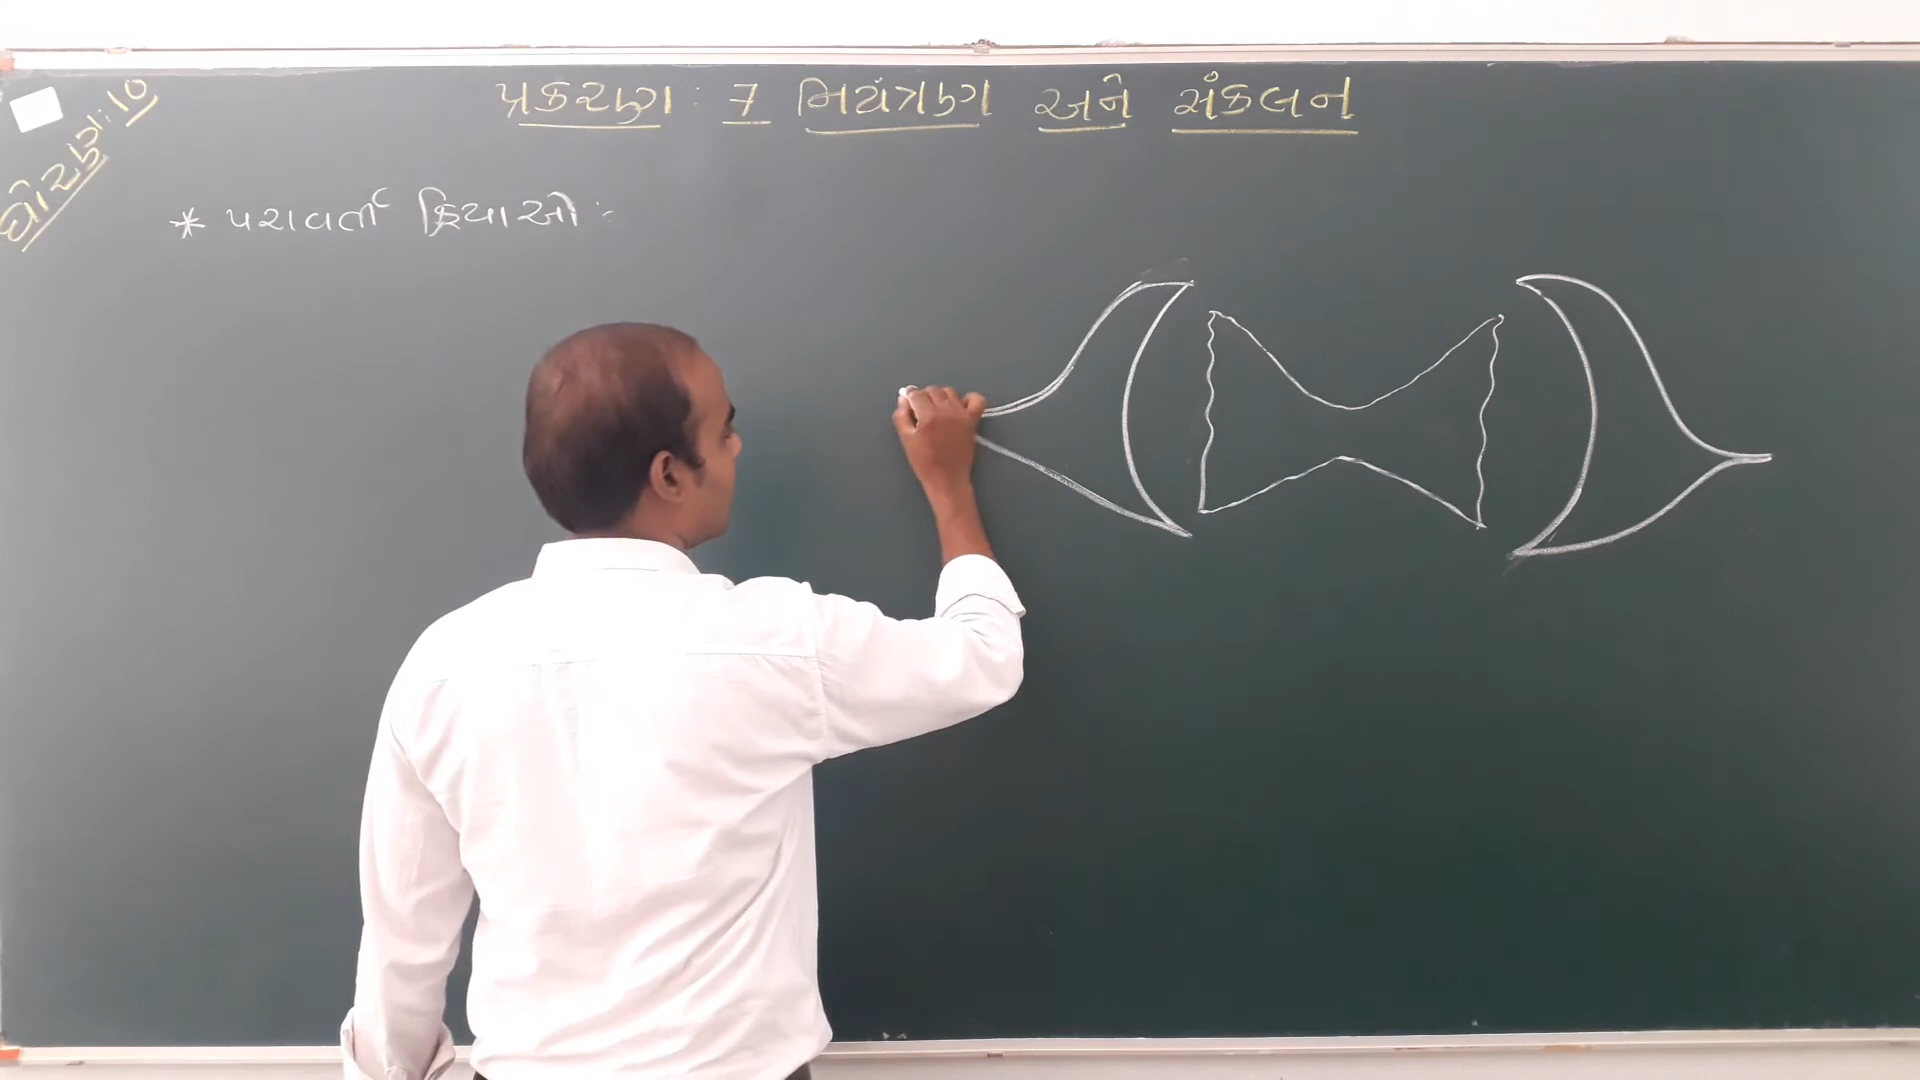 ધોરણ:10
પ્રકરણ : 7 નિયંત્રણ અને સંકલન
* પરાવર્તી ક્રિયાઓ :-